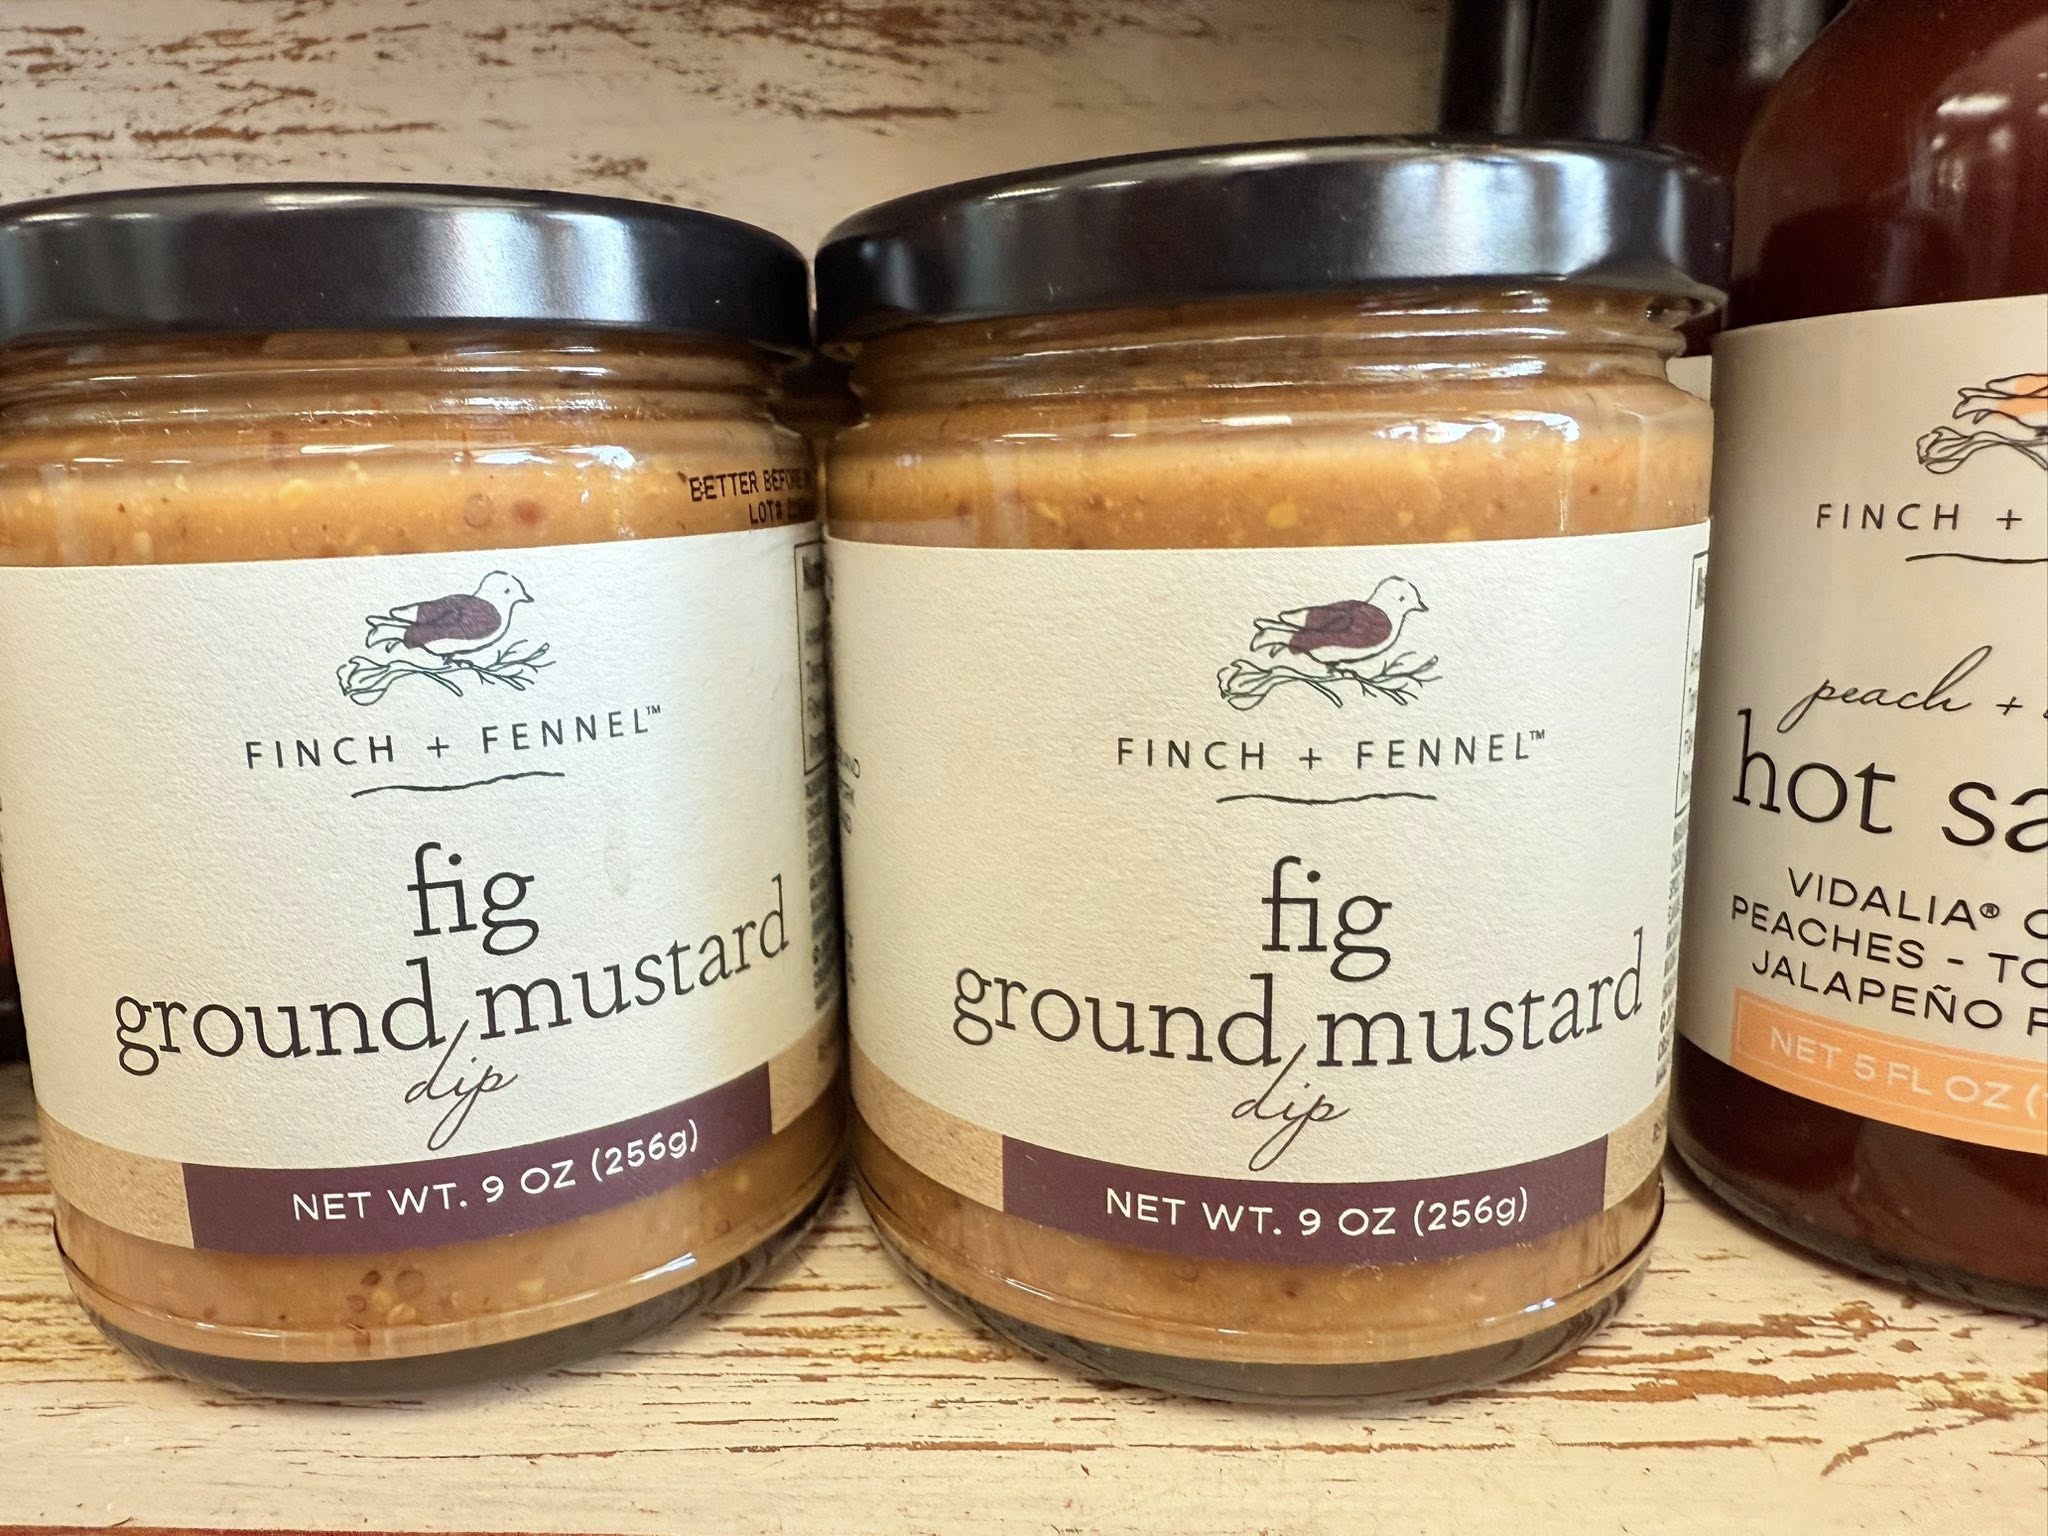 BETTER BEFORE
LOT#
FINCH + FENNEL™
fig
ground mustard
dip
NET WT. 9 OZ (256g)
FINCH + FENNEL™
fig
ground mustard
dip
NET WT. 9 OZ (256g)
FINCH +
peach +
hot sa
VIDALIA®
PEACHES - TO
JALAPEÑO
NET 5 FL OZ (